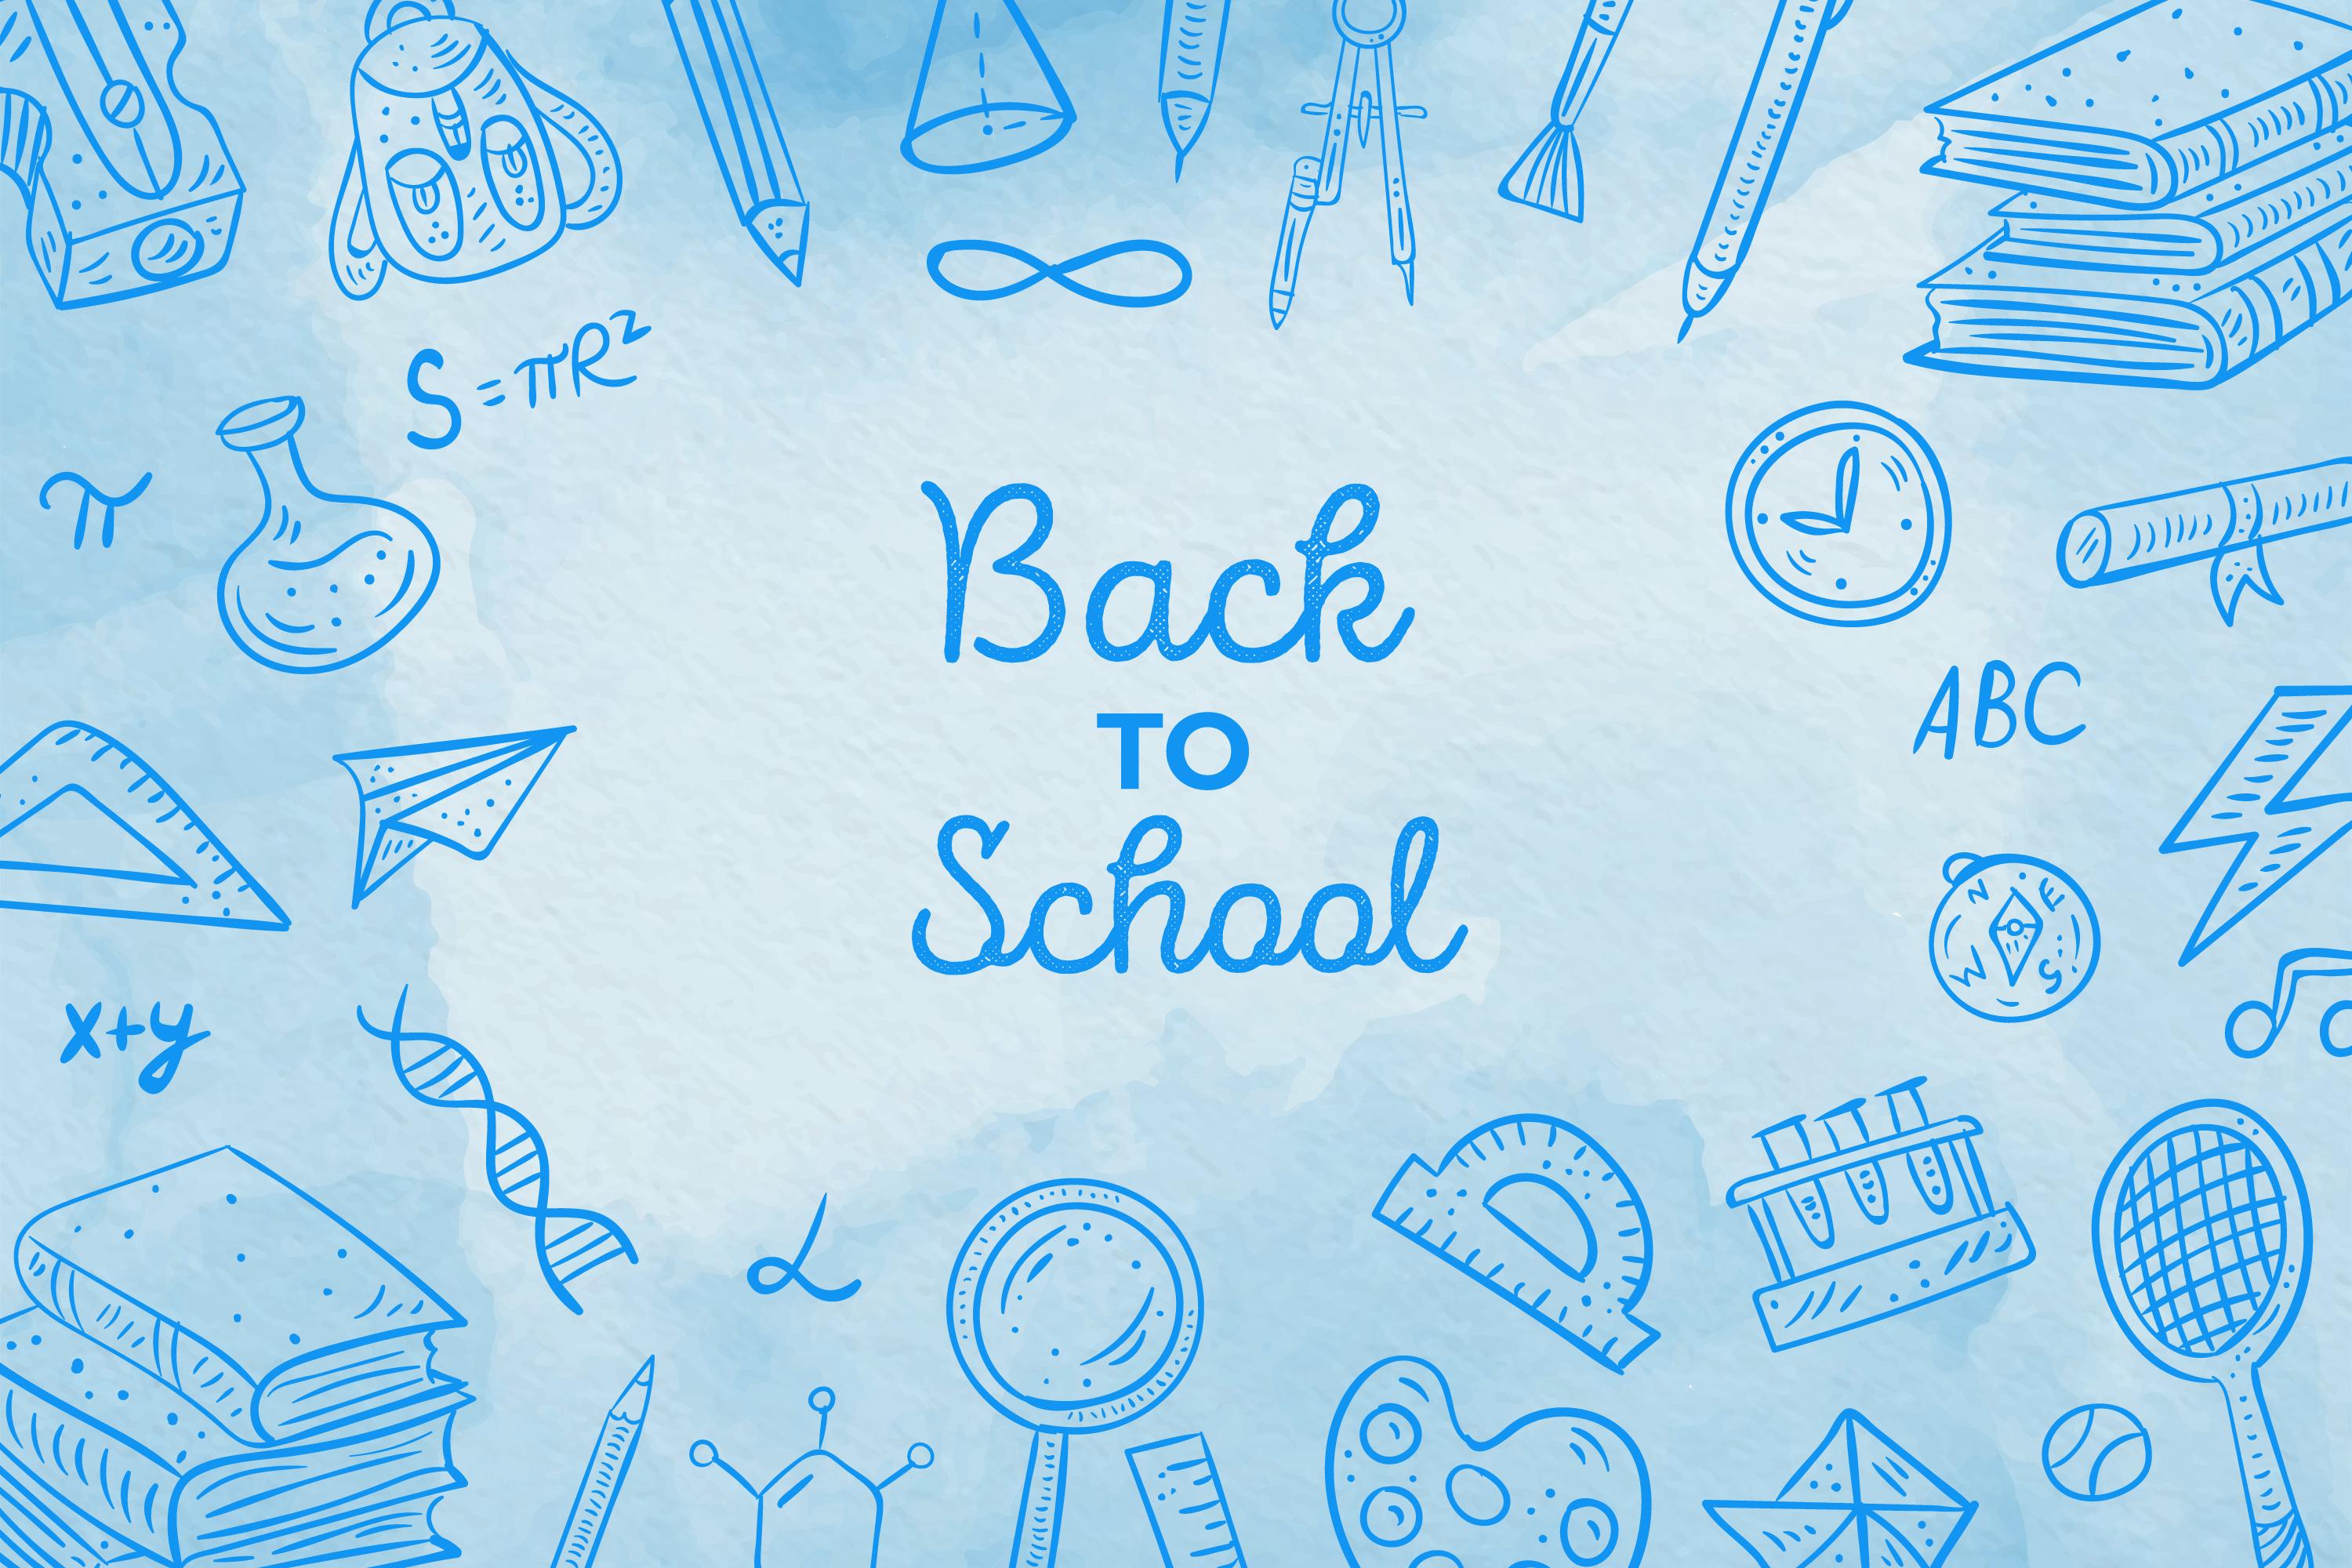 S=πR²
π
Back
TO
School
ABC
N E
W S
x+y
∞
α